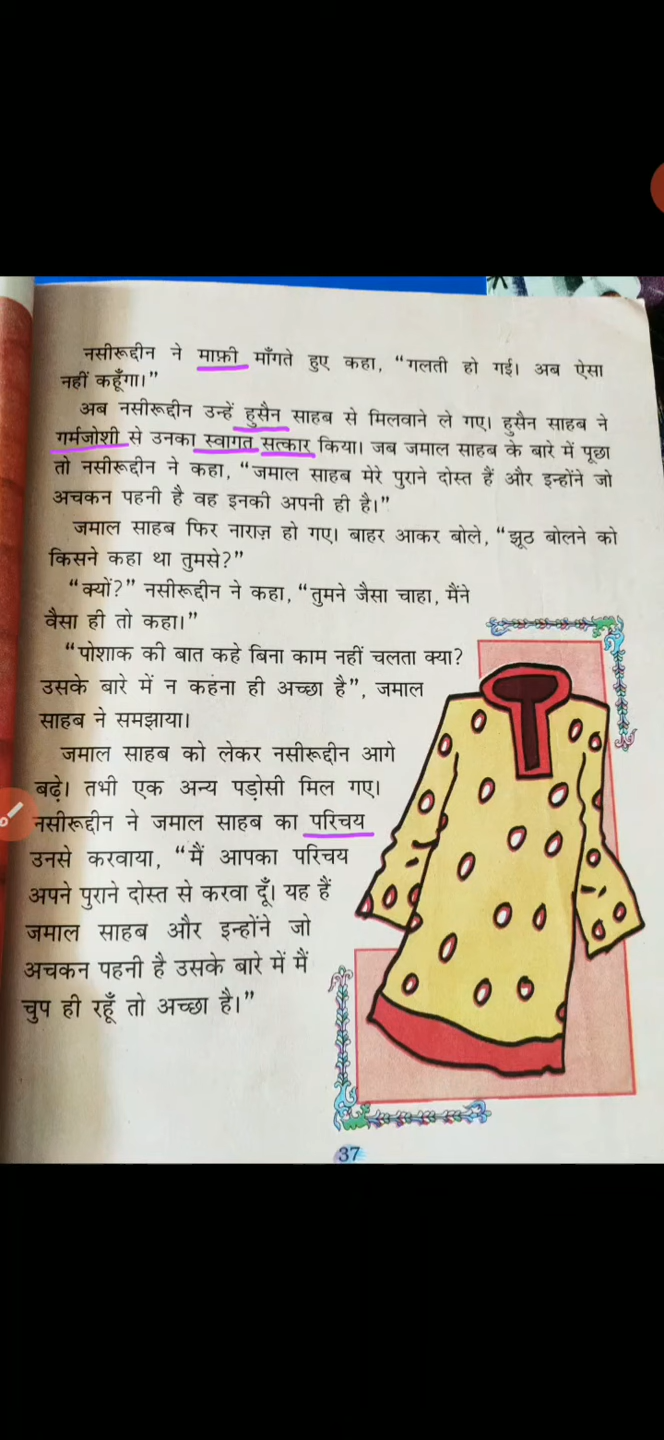 नसीरूद्दीन ने माफ़ी माँगते हुए कहा, “गलती हो गई। अब ऐसा
नहीं कहूँगा।”
अब नसीरूद्दीन उन्हें हुसैन साहब से मिलवाने ले गए। हुसैन साहब ने
गर्मजोशी से उनका स्वागत सत्कार किया। जब जमाल साहब के बारे में पूछा
तो नसीरूद्दीन ने कहा, “जमाल साहब मेरे पुराने दोस्त हैं और इन्होंने जो
अचकन पहनी है वह इनकी अपनी ही है।”
जमाल साहब फिर नाराज़ हो गए। बाहर आकर बोले, “झूठ बोलने को
किसने कहा था तुमसे?”
“क्यों?” नसीरूद्दीन ने कहा, “तुमने जैसा चाहा, मैंने
वैसा ही तो कहा।”
“पोशाक की बात कहे बिना काम नहीं चलता क्या?
उसके बारे में न कहना ही अच्छा है”, जमाल
साहब ने समझाया।
जमाल साहब को लेकर नसीरूद्दीन आगे
बढ़े। तभी एक अन्य पड़ोसी मिल गए।
नसीरूद्दीन ने जमाल साहब का परिचय
उनसे करवाया, “मैं आपका परिचय
अपने पुराने दोस्त से करवा दूँ। यह हैं
जमाल साहब और इन्होंने जो
अचकन पहनी है उसके बारे में मैं
चुप ही रहूँ तो अच्छा है।”
37